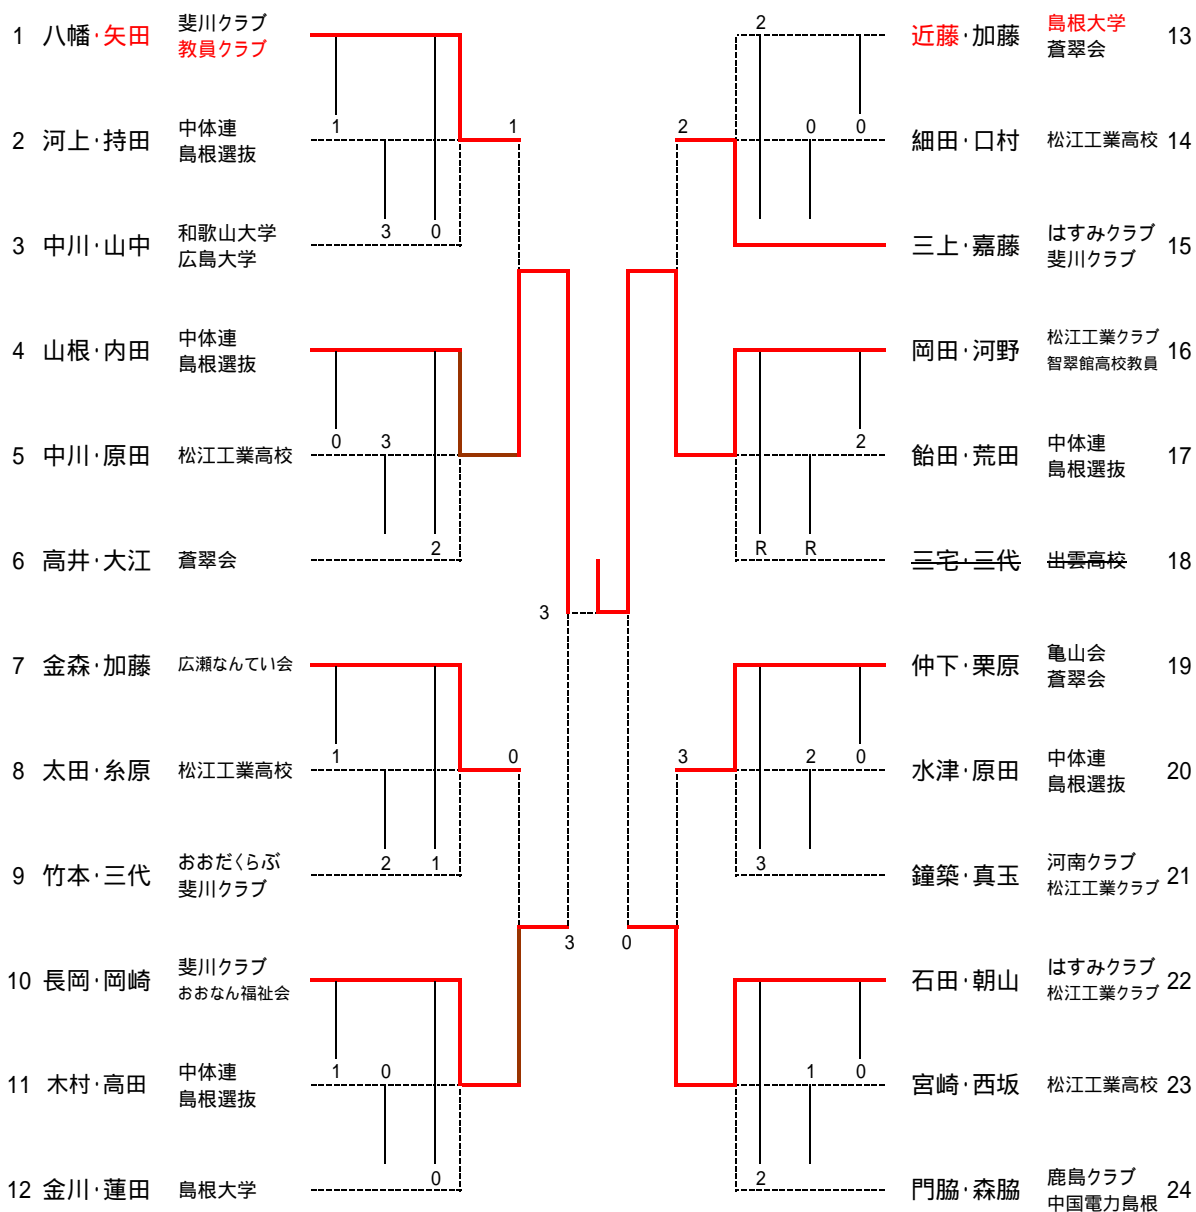 1 八幡・矢田 斐川クラブ
教員クラブ
1
2 河上・持田 中体連
島根選抜
1
3 0
3 中川・山中 和歌山大学
広島大学
4 山根・内田 中体連
島根選抜
0 3
5 中川・原田 松江工業高校
2
6 高井・大江 蒼翠会
3
7 金森・加藤 広瀬なんてい会
0
1
8 太田・糸原 松江工業高校
2 1
9 竹本・三代 おおだくらぶ
斐川クラブ
3
10 長岡・岡崎 斐川クラブ
おおなん福祉会
1 0
11 木村・高田 中体連
島根選抜
0
12 金川・蓮田 島根大学
2
近藤・加藤 島根大学 13
蒼翠会
2 0 0
細田・口村 松江工業高校 14
三上・嘉藤 はすみクラブ 15
斐川クラブ
岡田・河野 松江工業クラブ 16
智翠館高校教員
2
飴田・荒田 中体連 17
島根選抜
R R
三宅・三代 出雲高校 18
仲下・栗原 亀山会 19
蒼翠会
3 2 0
水津・原田 中体連 20
島根選抜
3
鐘築・真玉 河南クラブ 21
松江工業クラブ
0
石田・朝山 はすみクラブ 22
松江工業クラブ
1 0
宮崎・西坂 松江工業高校 23
2
門脇・森脇 鹿島クラブ 24
中国電力島根